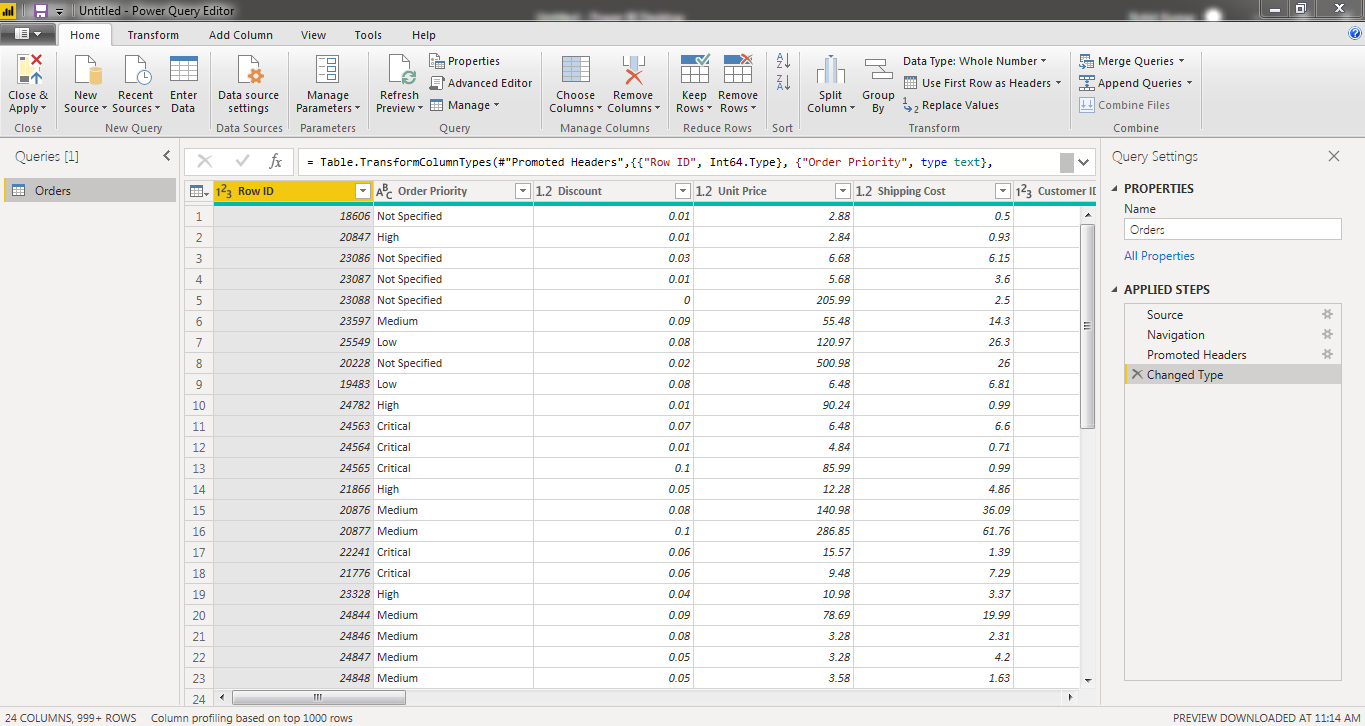 Untitled - Power Query Editor
Home Transform Add Column View Tools Help
Close & Apply
New Source
Recent Sources
Enter Data
Data source settings
Manage Parameters
Refresh Preview
Properties
Advanced Editor
Manage
Choose Columns
Remove Columns
Keep Rows
Remove Rows
Split Column
Group By
Data Type: Whole Number
Use First Row as Headers
Replace Values
Merge Queries
Append Queries
Combine Files
Close New Query Data Sources Parameters Query Manage Columns Reduce Rows Sort Transform Combine
Queries [1]
Orders
fx = Table.TransformColumnTypes(#"Promoted Headers",{{"Row ID", Int64.Type}, {"Order Priority", type text},
123 Row ID ABC Order Priority 1.2 Discount 1.2 Unit Price 1.2 Shipping Cost 123 Customer ID
1 18606 Not Specified 0.01 2.88 0.5
2 20847 High 0.01 2.84 0.93
3 23086 Not Specified 0.03 6.68 6.15
4 23087 Not Specified 0.01 5.68 3.6
5 23088 Not Specified 0 205.99 2.5
6 23597 Medium 0.09 55.48 14.3
7 25549 Low 0.08 120.97 26.3
8 20228 Not Specified 0.02 500.98 26
9 19483 Low 0.08 6.48 6.81
10 24782 High 0.01 90.24 0.99
11 24563 Critical 0.07 6.48 6.6
12 24564 Critical 0.01 4.84 0.71
13 24565 Critical 0.1 85.99 0.99
14 21866 High 0.05 12.28 4.86
15 20876 Medium 0.08 140.98 36.09
16 20877 Medium 0.1 286.85 61.76
17 22241 Critical 0.06 15.57 1.39
18 21776 Critical 0.06 9.48 7.29
19 23328 High 0.04 10.98 3.37
20 24844 Medium 0.09 78.69 19.99
21 24846 Medium 0.08 3.28 2.31
22 24847 Medium 0.05 3.28 4.2
23 24848 Medium 0.05 3.58 1.63
24
Query Settings
PROPERTIES
Name
Orders
All Properties
APPLIED STEPS
Source
Navigation
Promoted Headers
Changed Type
24 COLUMNS, 999+ ROWS Column profiling based on top 1000 rows PREVIEW DOWNLOADED AT 11:14 AM